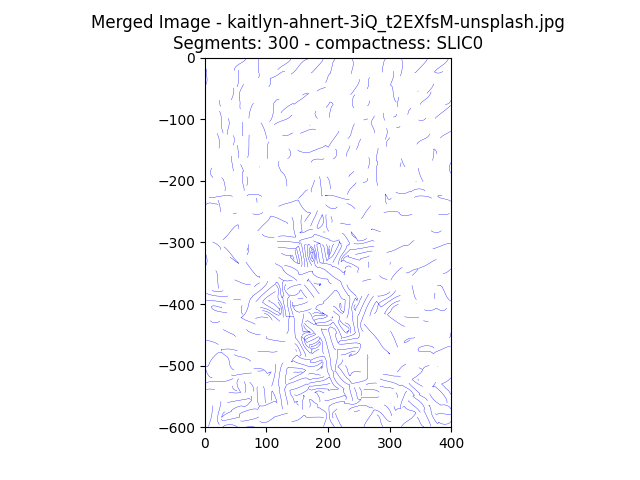 Merged Image - kaitlyn-ahnert-3iQ_t2EXfsM-unsplash.jpg
Segments: 300 - compactness: SLIC0
0
−100
−200
−300
−400
−500
−600
0 100 200 300 400